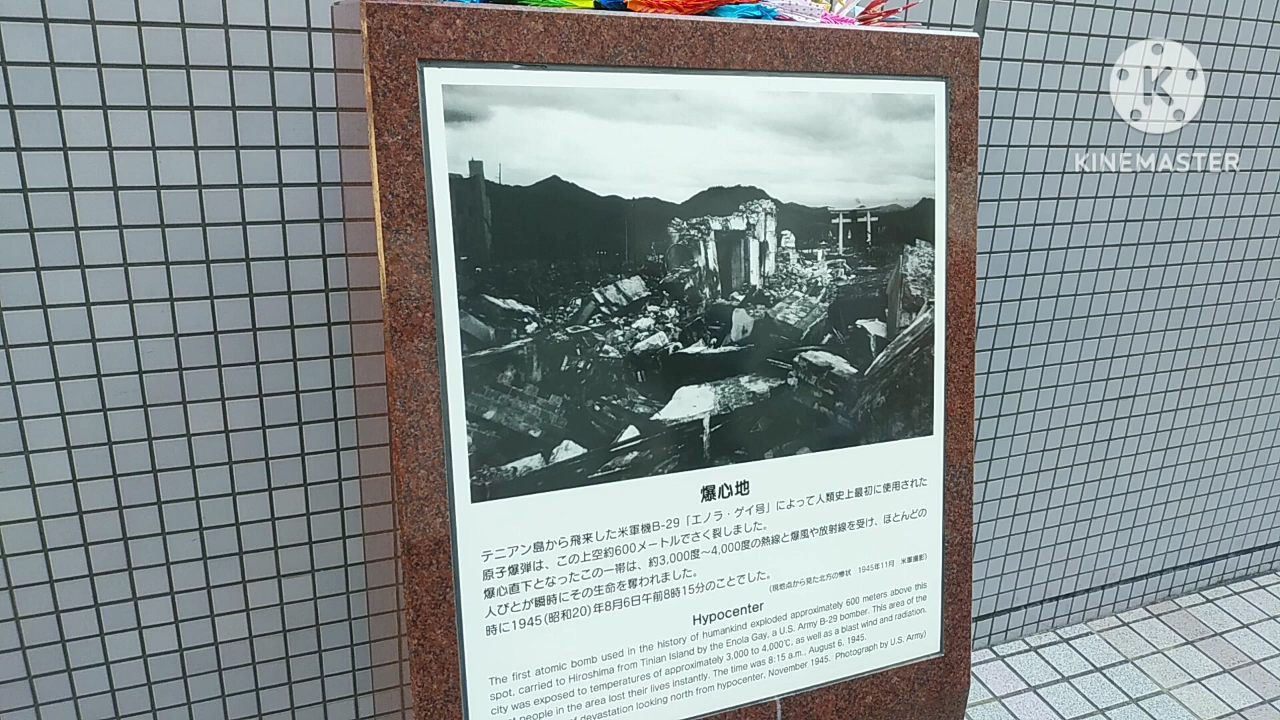 K
KINEMASTER
爆心地
テニアン島から飛来した米軍機B-29「エノラ・ゲイ号」によって人類史上最初に使用された
原子爆弾は、この上空約600メートルでさく裂しました。
爆心直下となったこの一帯は、約3,000度〜4,000度の熱線と爆風や放射線を受け、ほとんどの
人びとが瞬時にその生命を奪われました。
時に1945(昭和20)年8月6日午前8時15分のことでした。
(現地点から見た北方の惨状 1945年11月 米軍撮影)
Hypocenter
The first atomic bomb used in the history of humankind exploded approximately 600 meters above this
spot, carried to Hiroshima from Tinian Island by the Enola Gay, a U.S. Army B-29 bomber. This area of the
city was exposed to temperatures of approximately 3,000 to 4,000℃, as well as a blast wind and radiation.
people in the area lost their lives instantly. The time was 8:15 a.m., August 6, 1945.
of devastation looking north from hypocenter, November 1945. Photograph by U.S. Army)